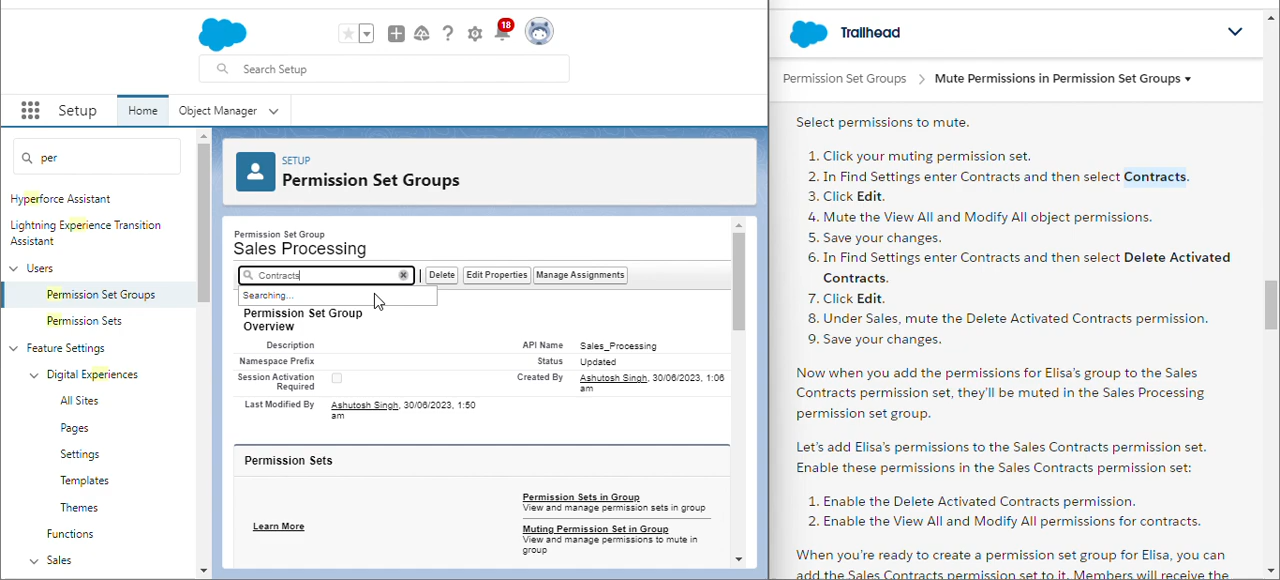 18
Search Setup
Setup
Home
Object Manager
per
Hyperforce Assistant
Lightning Experience Transition
Assistant
Users
Permission Set Groups
Permission Sets
Feature Settings
Digital Experiences
All Sites
Pages
Settings
Templates
Themes
Functions
Sales
SETUP
Permission Set Groups
Permission Set Group
Sales Processing
Contracts
Delete
Edit Properties
Manage Assignments
Searching...
Permission Set Group
Overview
Description
API Name Sales_Processing
Namespace Prefix
Status Updated
Session Activation
Required
Created By Ashutosh Singh, 30/06/2023, 1:06
am
Last Modified By Ashutosh Singh, 30/06/2023, 1:50
am
Permission Sets
Learn More
Permission Sets in Group
View and manage permission sets in group
Muting Permission Set in Group
View and manage permissions to mute in
group
Trailhead
Permission Set Groups
Mute Permissions in Permission Set Groups
Select permissions to mute.
1. Click your muting permission set.
2. In Find Settings enter Contracts and then select Contracts.
3. Click Edit.
4. Mute the View All and Modify All object permissions.
5. Save your changes.
6. In Find Settings enter Contracts and then select Delete Activated
Contracts.
7. Click Edit.
8. Under Sales, mute the Delete Activated Contracts permission.
9. Save your changes.
Now when you add the permissions for Elisa's group to the Sales
Contracts permission set, they'll be muted in the Sales Processing
permission set group.
Let's add Elisa's permissions to the Sales Contracts permission set.
Enable these permissions in the Sales Contracts permission set:
1. Enable the Delete Activated Contracts permission.
2. Enable the View All and Modify All permissions for contracts.
When you're ready to create a permission set group for Elisa, you can
add the Sales Contracts permission set to it. Members will receive the